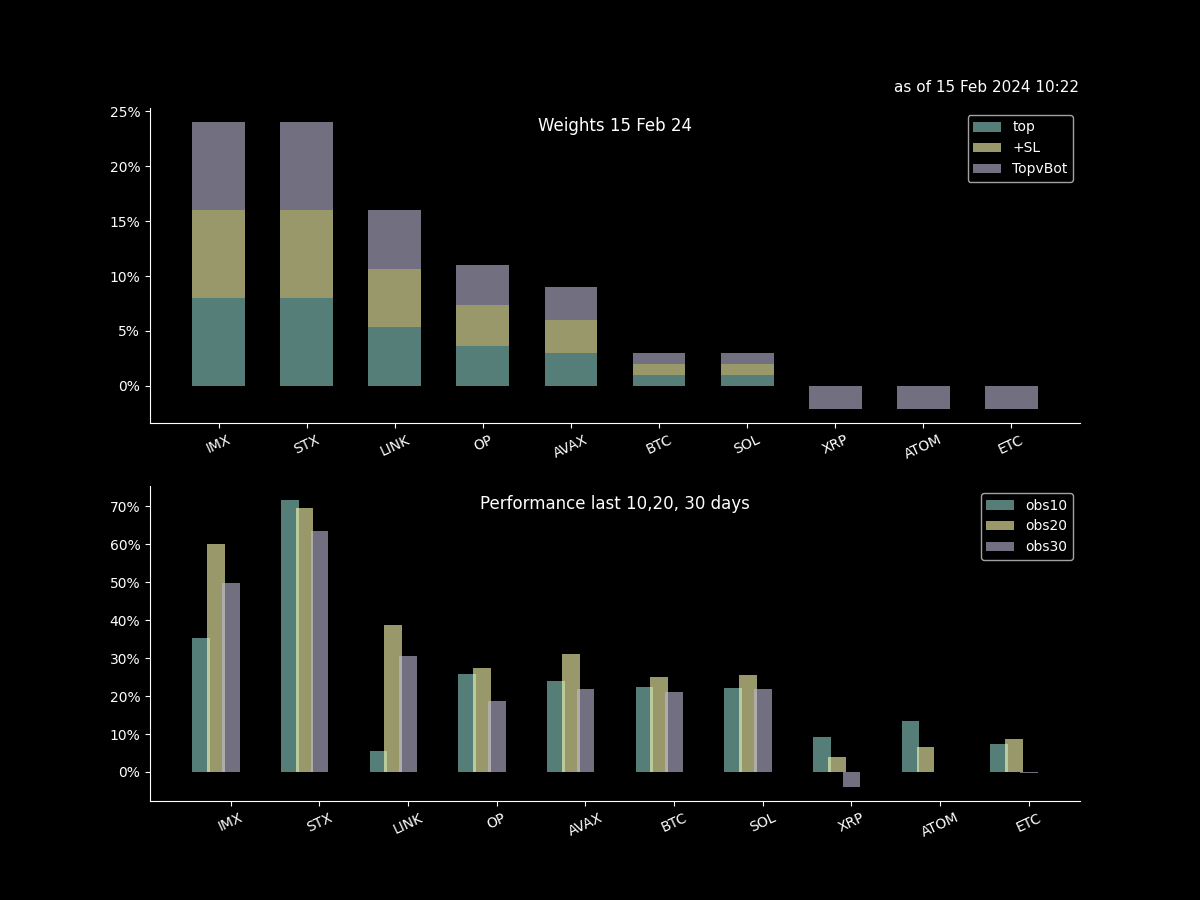 as of 15 Feb 2024 10:22
Weights 15 Feb 24
25%
20%
15%
10%
5%
0%
top
+SL
TopvBot
IMX STX LINK OP AVAX BTC SOL XRP ATOM ETC
Performance last 10,20, 30 days
70%
60%
50%
40%
30%
20%
10%
0%
obs10
obs20
obs30
IMX STX LINK OP AVAX BTC SOL XRP ATOM ETC